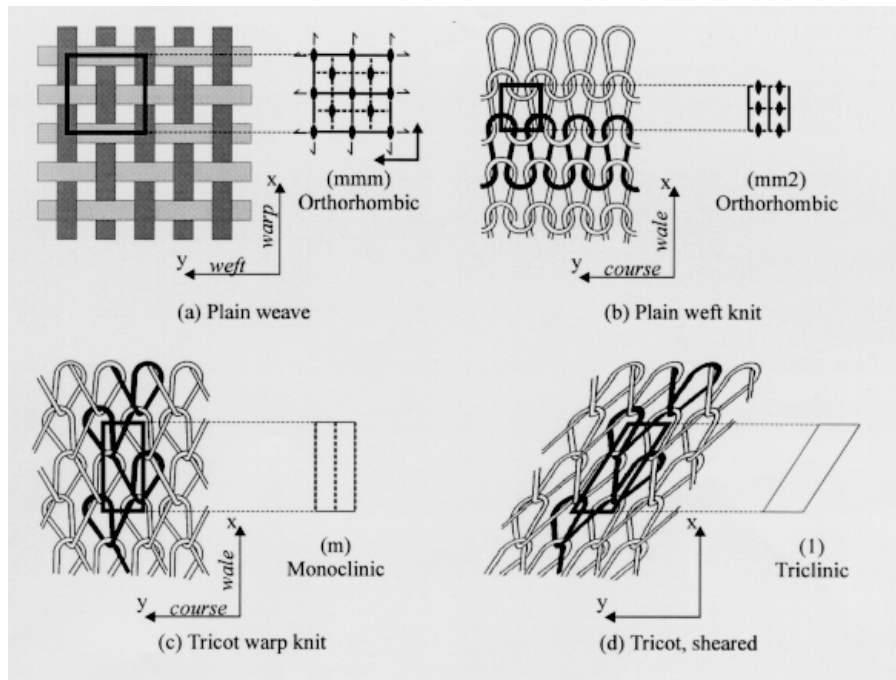 (mmm)
Orthorhombic
x
warp
y
weft
(a) Plain weave
(mm2)
Orthorhombic
x
wale
y
course
(b) Plain weft knit
(m)
Monoclinic
x
wale
y
course
(c) Tricot warp knit
(1)
Triclinic
x
y
(d) Tricot, sheared